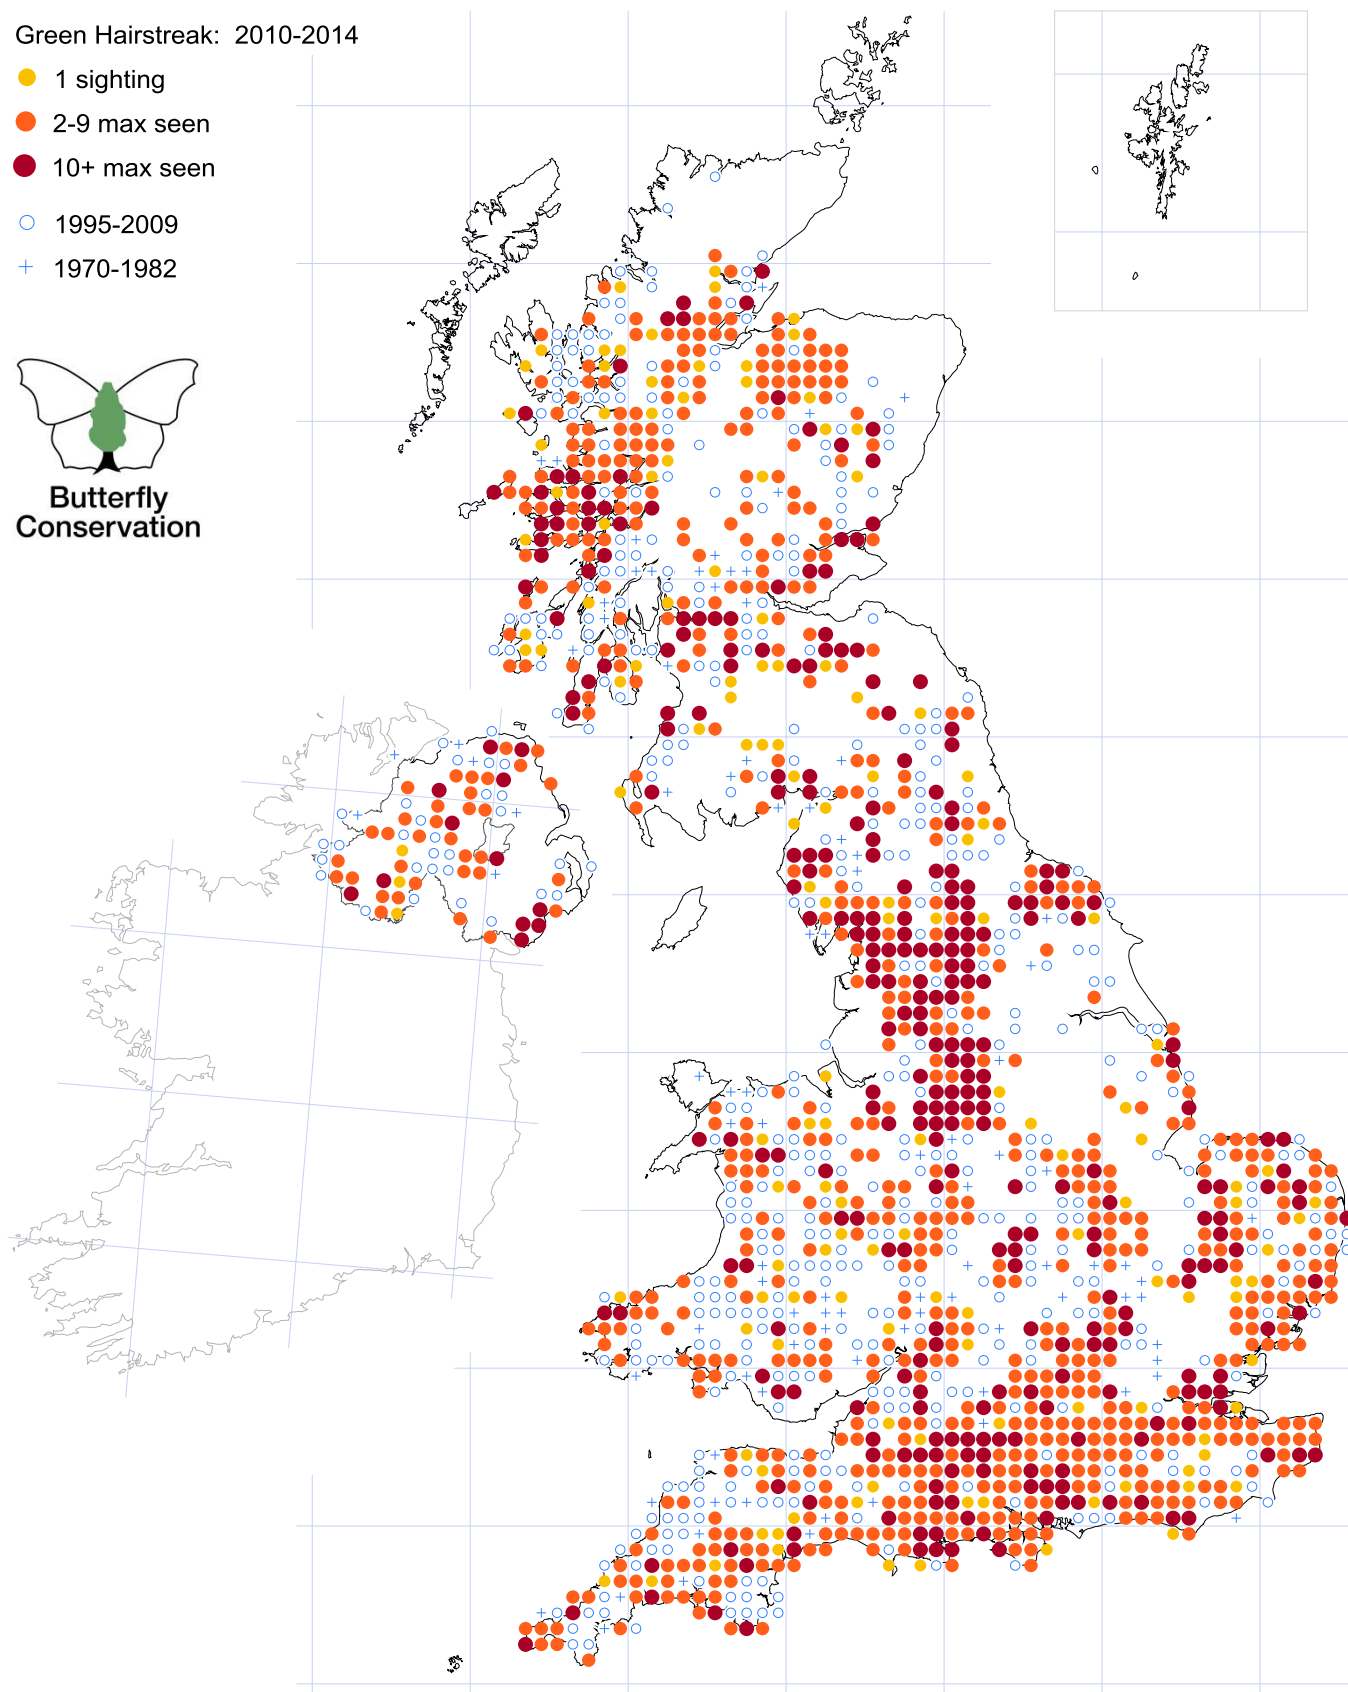 Green Hairstreak: 2010-2014
1 sighting
2-9 max seen
10+ max seen
1995-2009
1970-1982
Butterfly
Conservation